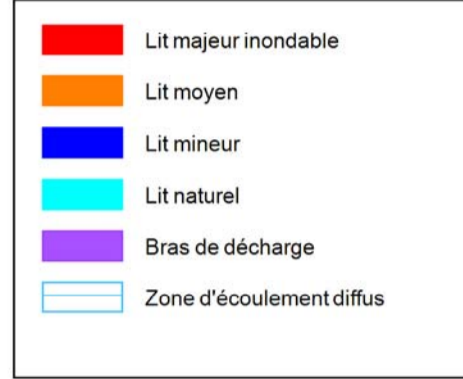 Lit majeur inondable
Lit moyen
Lit mineur
Lit naturel
Bras de décharge
Zone d'écoulement diffus